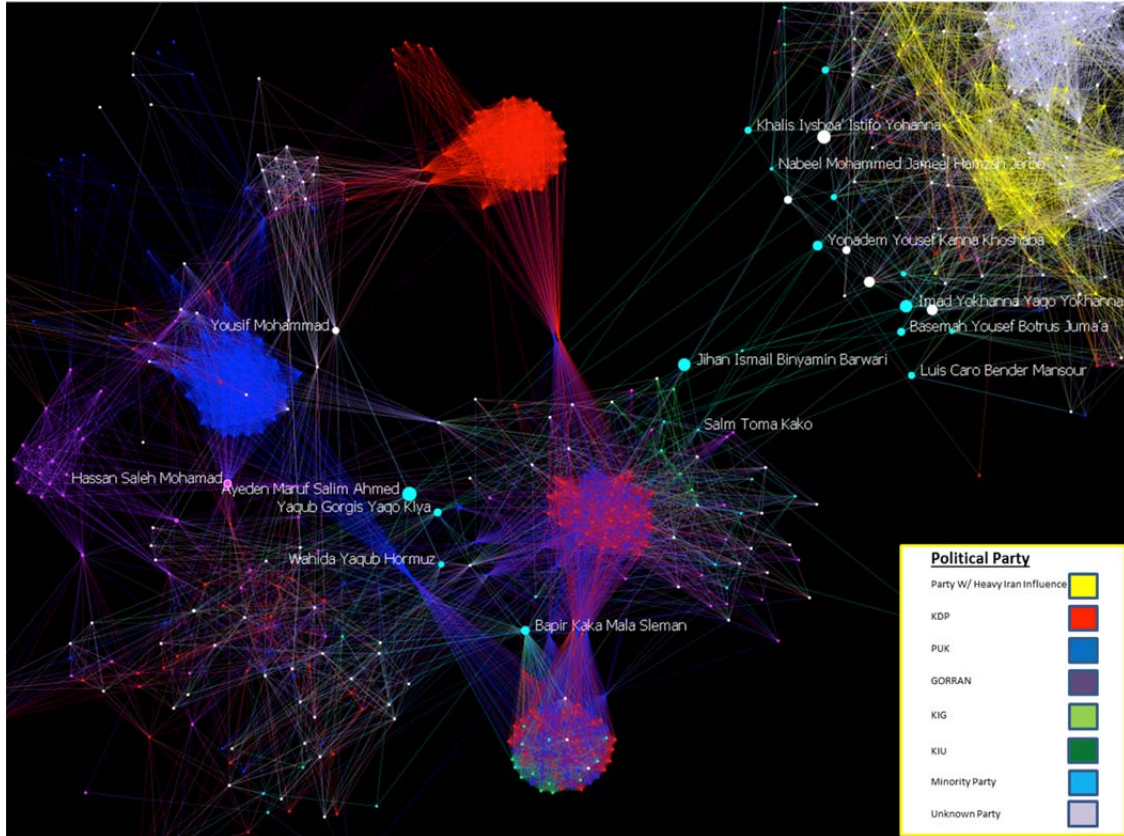 Khalis Iyshoa' Istifo Yohanna
Nabeel Mohammed Jameel Hamzah Jerbo'
Yonadem Yousef Kanna Khoshaba
Imad Yokhanna Yaqo Yokhanna
Yousif Mohammad
Basemah Yousef Botrus Juma'a
Jihan Ismail Binyamin Barwari
Luis Caro Bender Mansour
Salm Toma Kako
Hassan Saleh Mohamad
Ayeden Maruf Salim Ahmed
Yaqub Gorgis Yaqo Kiya
Wahida Yaqub Hormuz
Bapir Kaka Mala Sleman
Political Party
Party W/ Heavy Iran Influence
KDP
PUK
GORRAN
KIG
KIU
Minority Party
Unknown Party